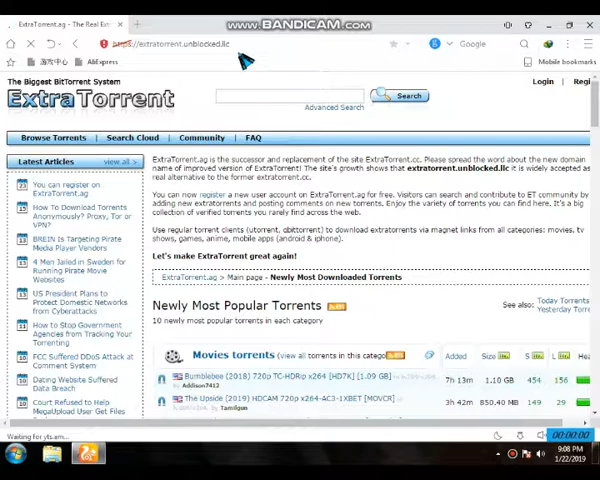 www.BANDICAM.com
ExtraTorrent.ag - The Real Ext
https://extratorrent.unblocked.llc
Google
AliExpress
Mobile bookmarks
The Biggest BitTorrent System
ExtraTorrent
Login
Regi
Search
Advanced Search
Browse Torrents
Search Cloud
Community
FAQ
Latest Articles
view all >
23
You can register on
ExtraTorrent.ag
15
How To Download Torrents
Anonymously? Proxy, Tor or
VPN?
12
BREIN Is Targeting Pirate
Media Player Vendors
12
4 Men Jailed in Sweden for
Running Pirate Movie
Websites
12
US President Plans to
Protect Domestic Networks
from Cyberattacks
11
How to Stop Government
Agencies from Tracking Your
Torrenting
FCC Suffered DDoS Attack at
Comment System
Dating Website Suffered
Data Breach
Court Refused to Help
MegaUpload User Get Files
ExtraTorrent.ag is the successor and replacement of the site ExtraTorrent.cc. Please spread the word about the new domain
name of improved version of ExtraTorrent! The site's growth shows that extratorrent.unblocked.llc it is widely accepted as
real alternative to the former extratorrent.cc.
You can now register a new user account on ExtraTorrent.ag for free. Visitors can search and contribute to ET community by
adding new extratorrents and posting comments on new torrents. Enjoy the variety of torrents you can find here. It's a big
collection of verified torrents you rarely find across the web.
Use regular torrent clients (utorrent, qbittorrent) to download extratorrents via magnet links from all categories: movies, tv
shows, games, anime, mobile apps (android & iphone).
Let's make ExtraTorrent great again!
ExtraTorrent.ag > Main page - Newly Most Downloaded Torrents
Newly Most Popular Torrents
10 newly most torrents in each category
See also:
Today Torrents
Yesterday Torre
Movies torrents (view all torrents in this catego
Added
Size
S
L
Hea
Bumblebee (2018) 720p TC-HDRip x264 [HD7K] [1.09 GB]
by Addison7412
7h 13m
1.10 GB
454
156
The Upside (2019) HDCAM 720p x264-AC3-1XBET [MOVCR]
by Tamilgun
3h 42m
850.40 MB
149
29
Waiting for yts.am...
00:00:00
9:08 PM
1/22/2019